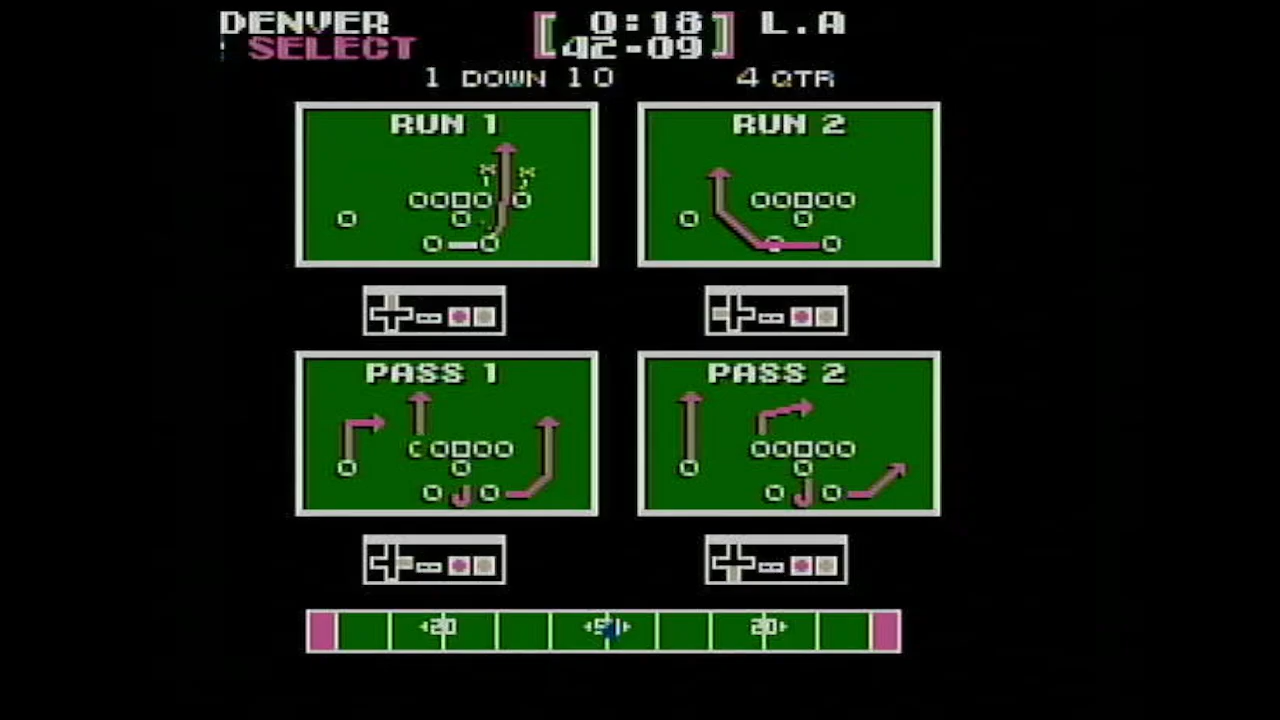 DENVER 0:18 L.A
SELECT 42-09
1 DOWN 10 4 QTR
RUN 1 RUN 2
PASS 1 PASS 2
20 20